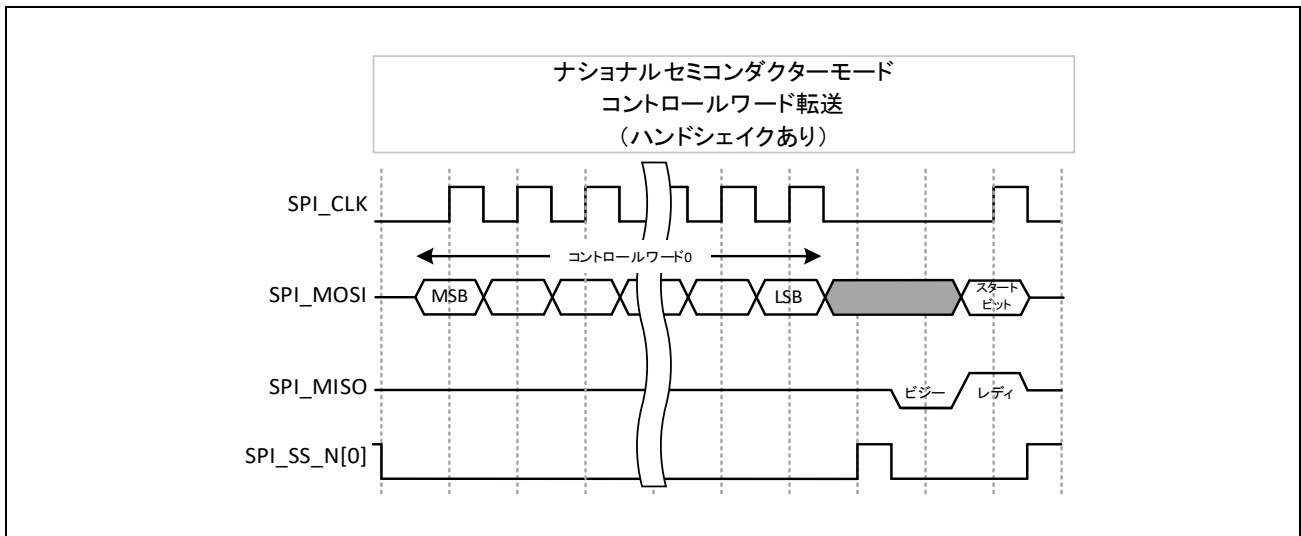 ナショナルセミコンダクターモード
コントロールワード転送
（ハンドシェイクあり）
SPI_CLK
コントロールワード0
SPI_MOSI
MSB
LSB
スタート
ビット
SPI_MISO
ビジー
レディ
SPI_SS_N[0]